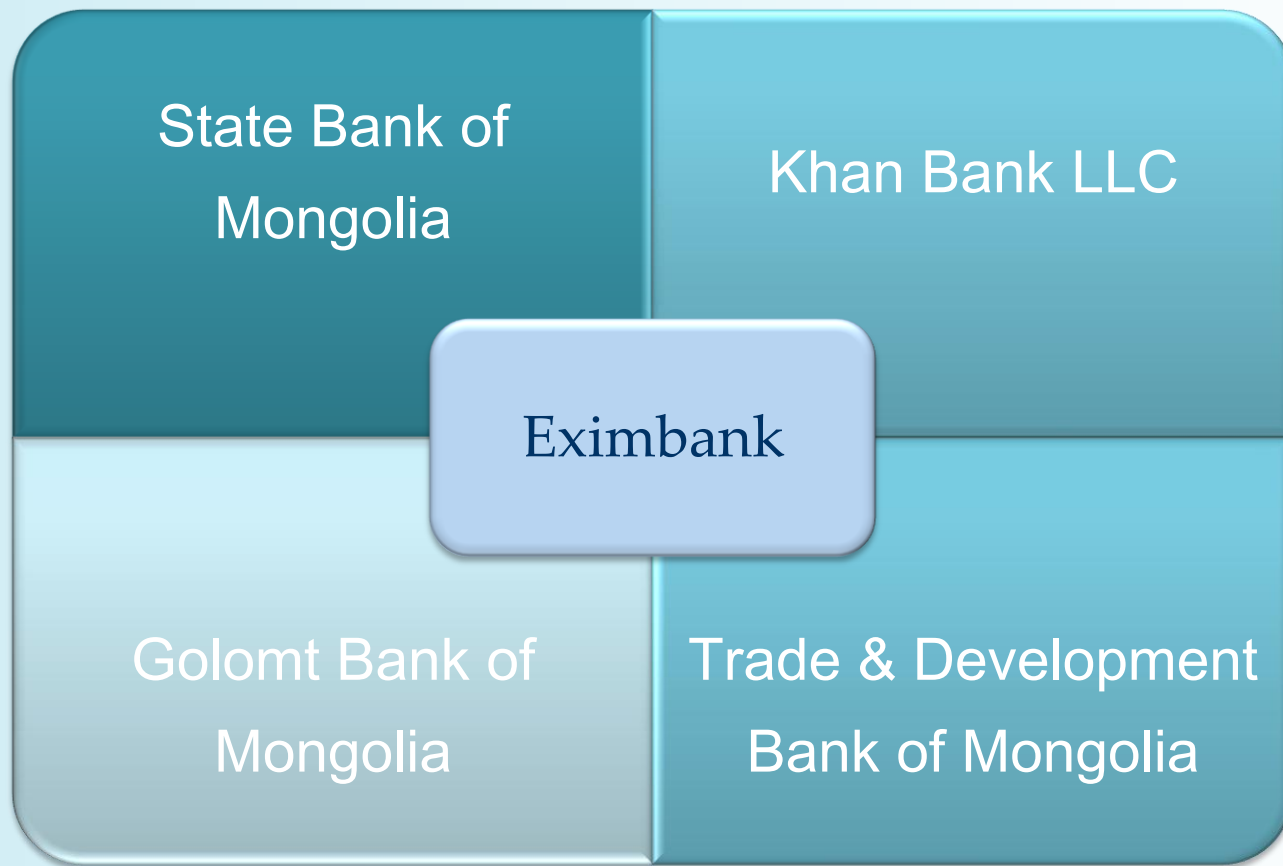 State Bank of
Mongolia
Khan Bank LLC
Eximbank
Golomt Bank of
Mongolia
Trade & Development
Bank of Mongolia